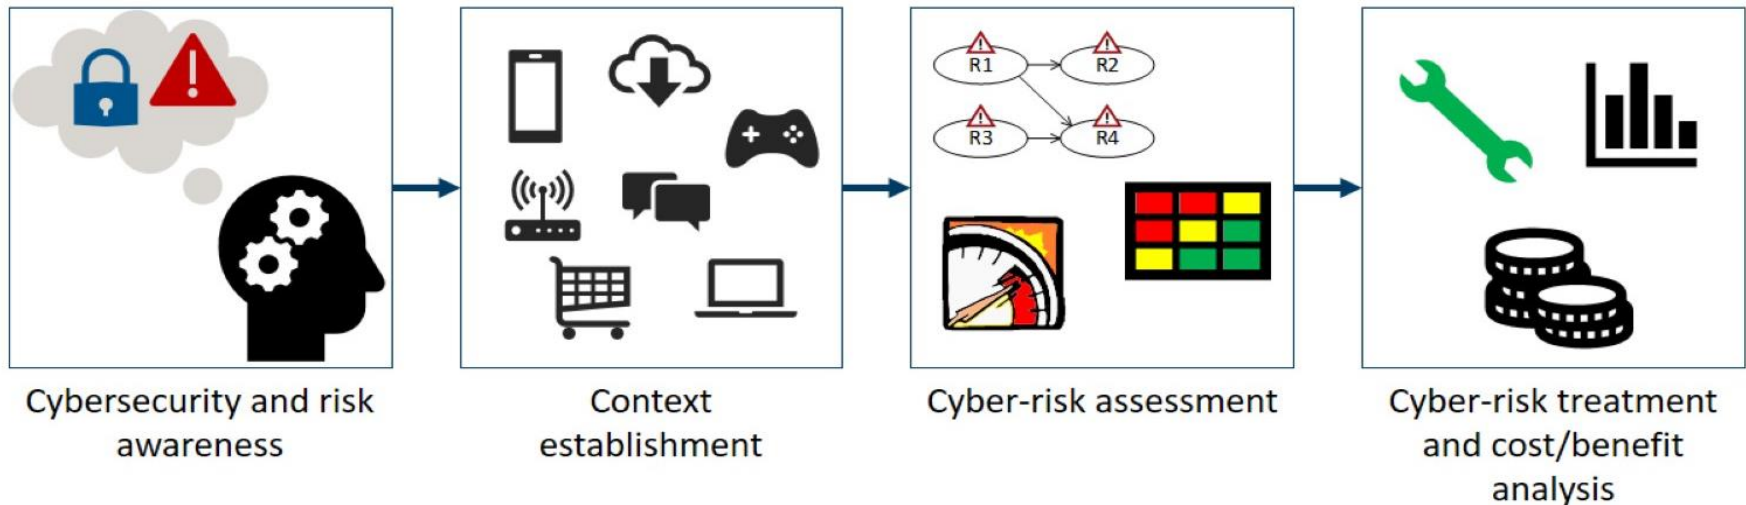 R1
R2
R3
R4
Cybersecurity and risk
awareness
Context
establishment
Cyber-risk assessment
Cyber-risk treatment
and cost/benefit
analysis